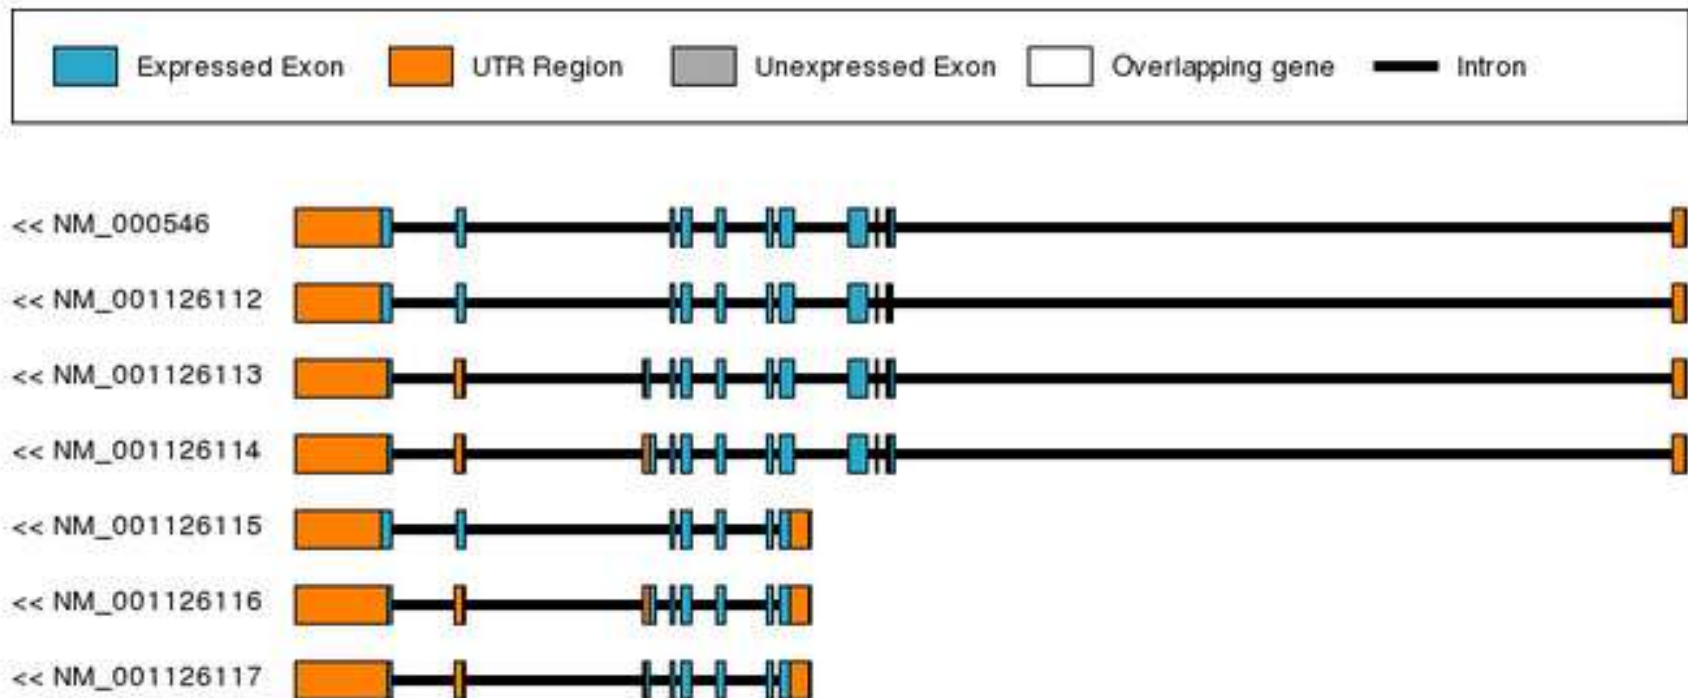 Expressed Exon UTR Region Unexpressed Exon Overlapping gene Intron
<< NM_000546
<< NM_001126112
<< NM_001126113
<< NM_001126114
<< NM_001126115
<< NM_001126116
<< NM_001126117